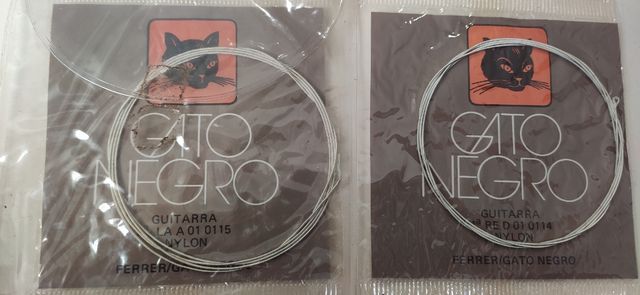 GATO
NEGRO
GUITARRA
LA A 01 0115
NYLON
FERRER/GATO NEGRO
GATO
NEGRO
GUITARRA
4ª RE D 01 0114
NYLON
FERRER/GATO NEGRO